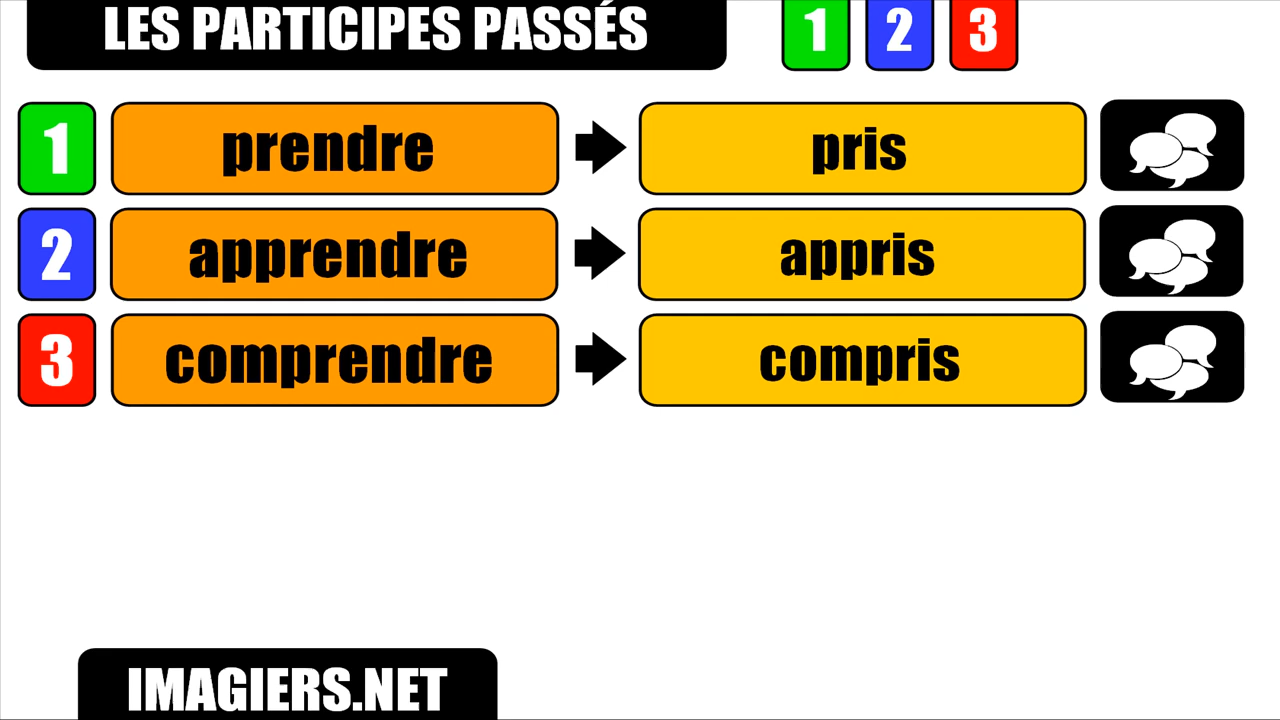 LES PARTICIPES PASSÉS 1 2 3
1 prendre pris
2 apprendre appris
3 comprendre compris
IMAGIERS.NET